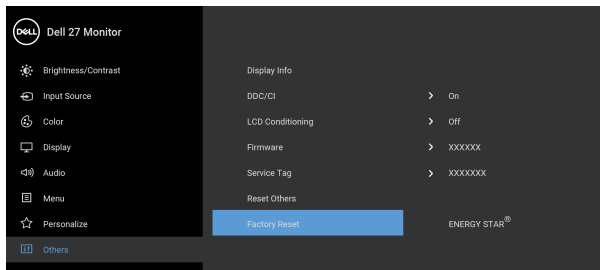 DELL Dell 27 Monitor
Brightness/Contrast Display Info
Input Source DDC/CI On
Color LCD Conditioning Off
Display Firmware XXXXXX
Audio Service Tag XXXXXXX
Menu Reset Others
Personalize Factory Reset ENERGY STAR®
Others